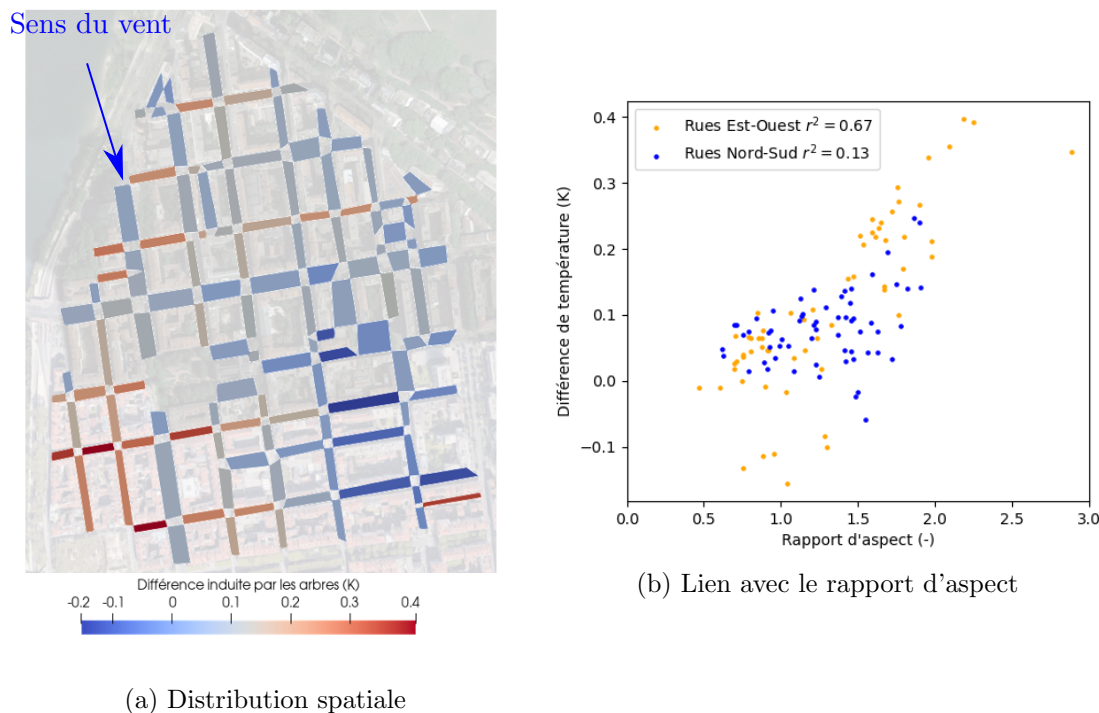 Sens du vent
Différence induite par les arbres (K)
-0.2 -0.1 0 0.1 0.2 0.3 0.4
(a) Distribution spatiale
Rues Est-Ouest r² = 0.67
Rues Nord-Sud r² = 0.13
Différence de température (K)
0.4
0.3
0.2
0.1
0.0
−0.1
0.0 0.5 1.0 1.5 2.0 2.5 3.0
Rapport d'aspect (-)
(b) Lien avec le rapport d'aspect